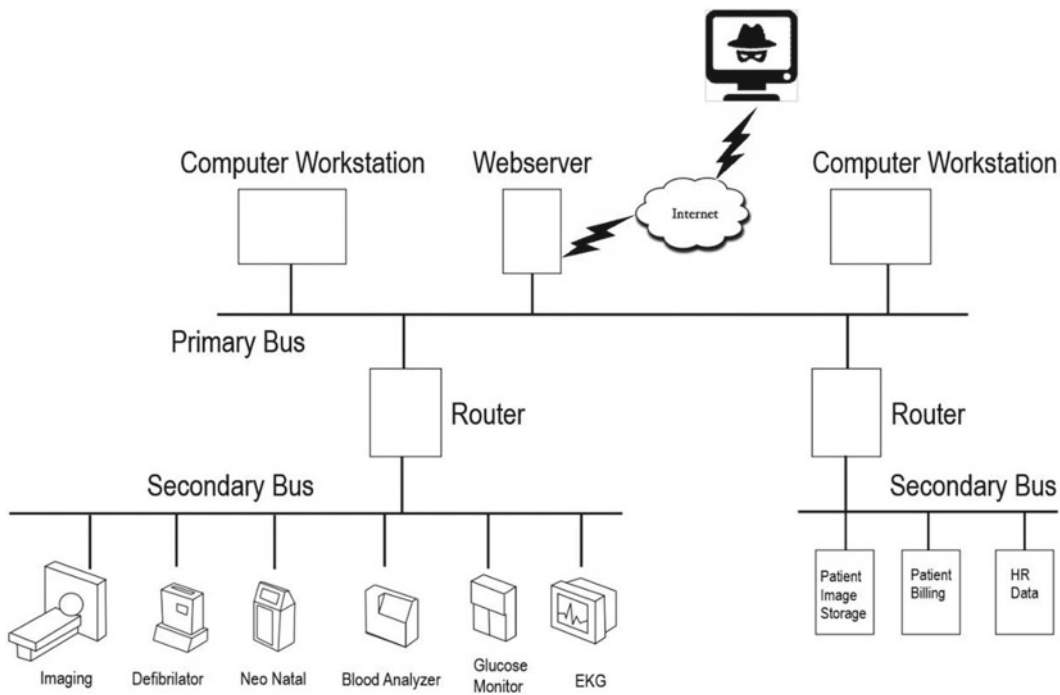 Computer Workstation
Webserver
Computer Workstation
Internet
Primary Bus
Router
Router
Secondary Bus
Secondary Bus
Patient
Image
Storage
Patient
Billing
HR
Data
Imaging
Defibrilator
Neo Natal
Blood Analyzer
Glucose
Monitor
EKG